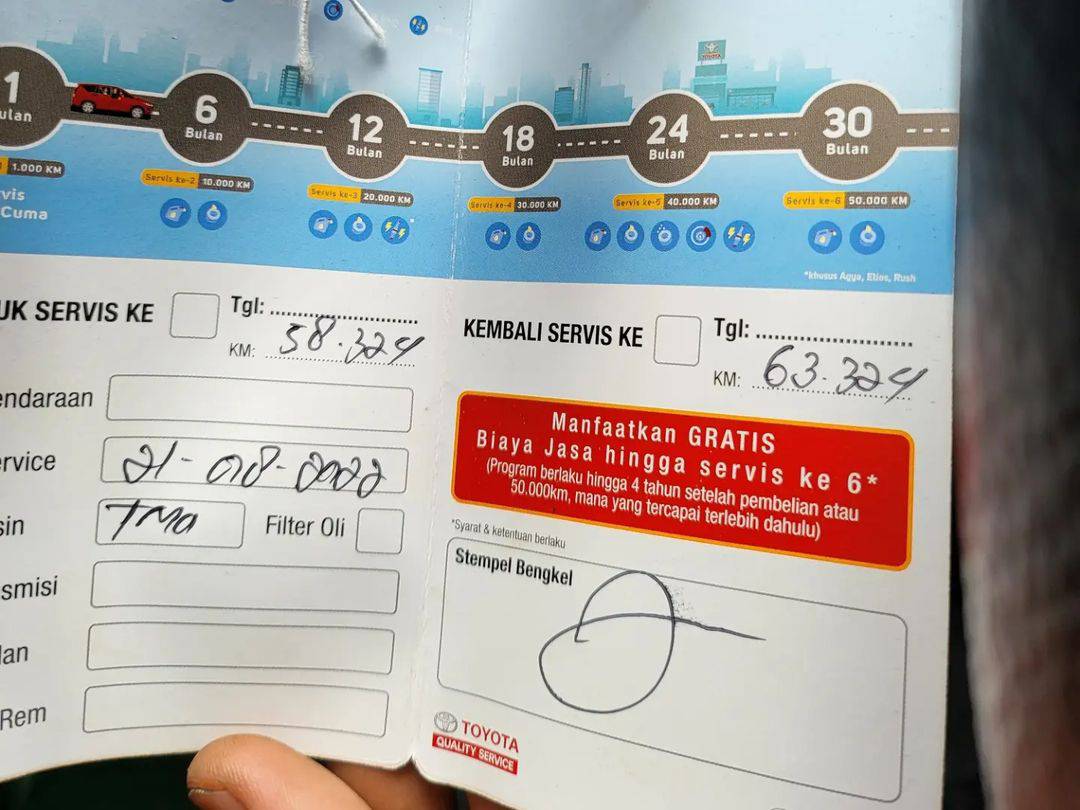 1
ulan
6
Bulan
12
Bulan
18
Bulan
24
Bulan
30
Bulan
TOYOTA
1.000 KM
Servis ke-2 10.000 KM
Servis ke-3 20.000 KM
Servis ke-4 30.000 KM
Servis ke-5 40.000 KM
Servis ke-6 50.000 KM
vis
Cuma
*khusus Agya, Etios, Rush
UK SERVIS KE
Tgl: ....................
KM: 58.324
endaraan
ervice 21-08-2022
sin TMO Filter Oli
smisi
lan
Rem
KEMBALI SERVIS KE
Tgl: ....................
KM: 63.324
Manfaatkan GRATIS
Biaya Jasa hingga servis ke 6*
(Program berlaku hingga 4 tahun setelah pembelian atau
50.000km, mana yang tercapai terlebih dahulu)
*Syarat & ketentuan berlaku
Stempel Bengkel
TOYOTA
QUALITY SERVICE